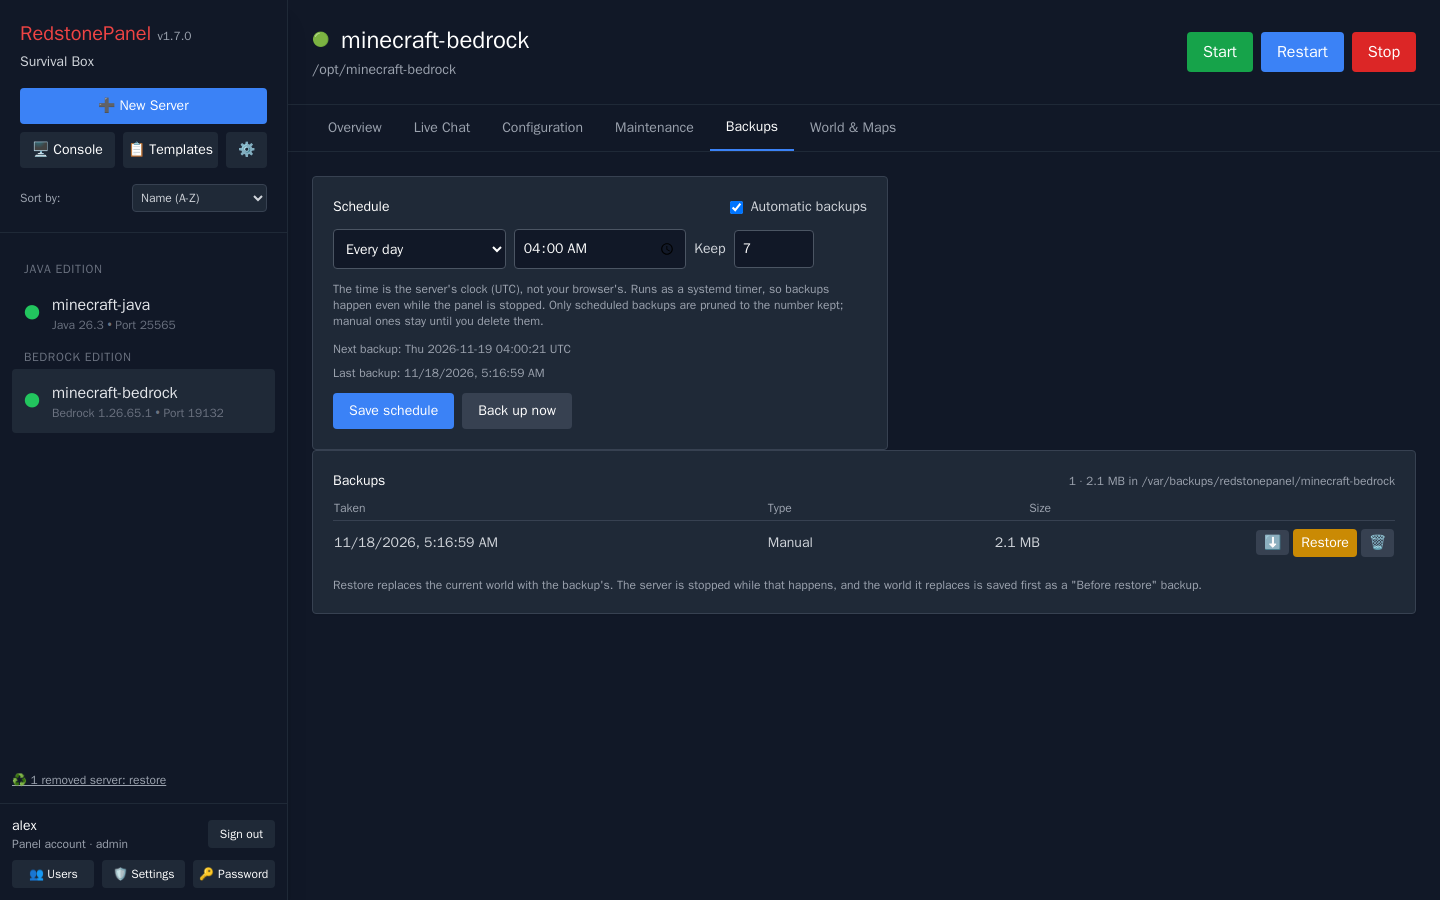 RedstonePanel v1.7.0
Survival Box
➕ New Server
🖥️ Console
📋 Templates
⚙️
Sort by:
Name (A-Z)
JAVA EDITION
minecraft-java
Java 26.3 • Port 25565
BEDROCK EDITION
minecraft-bedrock
Bedrock 1.26.65.1 • Port 19132
♻️ 1 removed server: restore
alex
Panel account · admin
Sign out
👥 Users
🛡️ Settings
🔑 Password
minecraft-bedrock
/opt/minecraft-bedrock
Start
Restart
Stop
Overview
Live Chat
Configuration
Maintenance
Backups
World & Maps
Schedule
Automatic backups
Every day
04:00 AM
Keep
7
The time is the server's clock (UTC), not your browser's. Runs as a systemd timer, so backups
happen even while the panel is stopped. Only scheduled backups are pruned to the number kept;
manual ones stay until you delete them.
Next backup: Thu 2026-11-19 04:00:21 UTC
Last backup: 11/18/2026, 5:16:59 AM
Save schedule
Back up now
Backups
1 · 2.1 MB in /var/backups/redstonepanel/minecraft-bedrock
Taken
Type
Size
11/18/2026, 5:16:59 AM
Manual
2.1 MB
⬇️
Restore
🗑️
Restore replaces the current world with the backup's. The server is stopped while that happens, and the world it replaces is saved first as a "Before restore" backup.